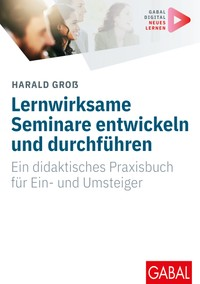 GABAL
DIGITAL
NEUES
LERNEN
HARALD GROẞ
Lernwirksame
Seminare entwickeln
und durchführen
Ein didaktisches Praxisbuch
für Ein- und Umsteiger
GABAL